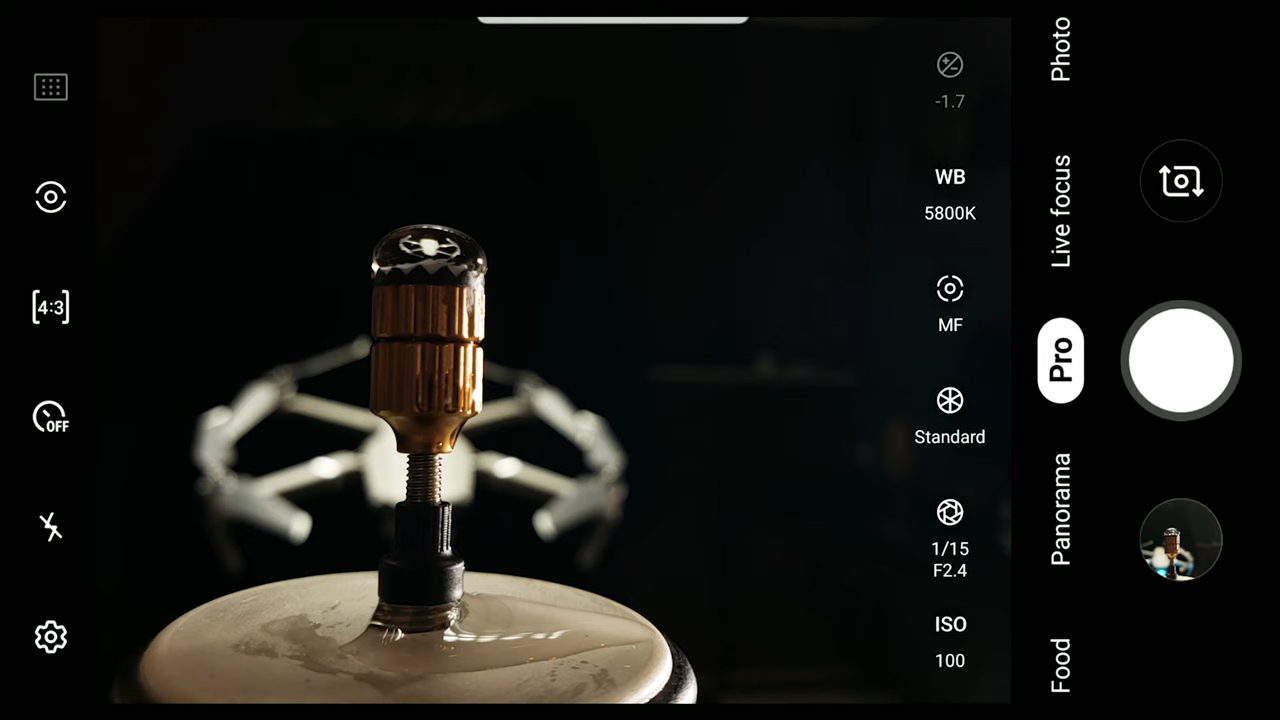 4:3
OFF
-1.7
WB
5800K
MF
Standard
1/15
F2.4
ISO
100
Photo
Live focus
Pro
Panorama
Food